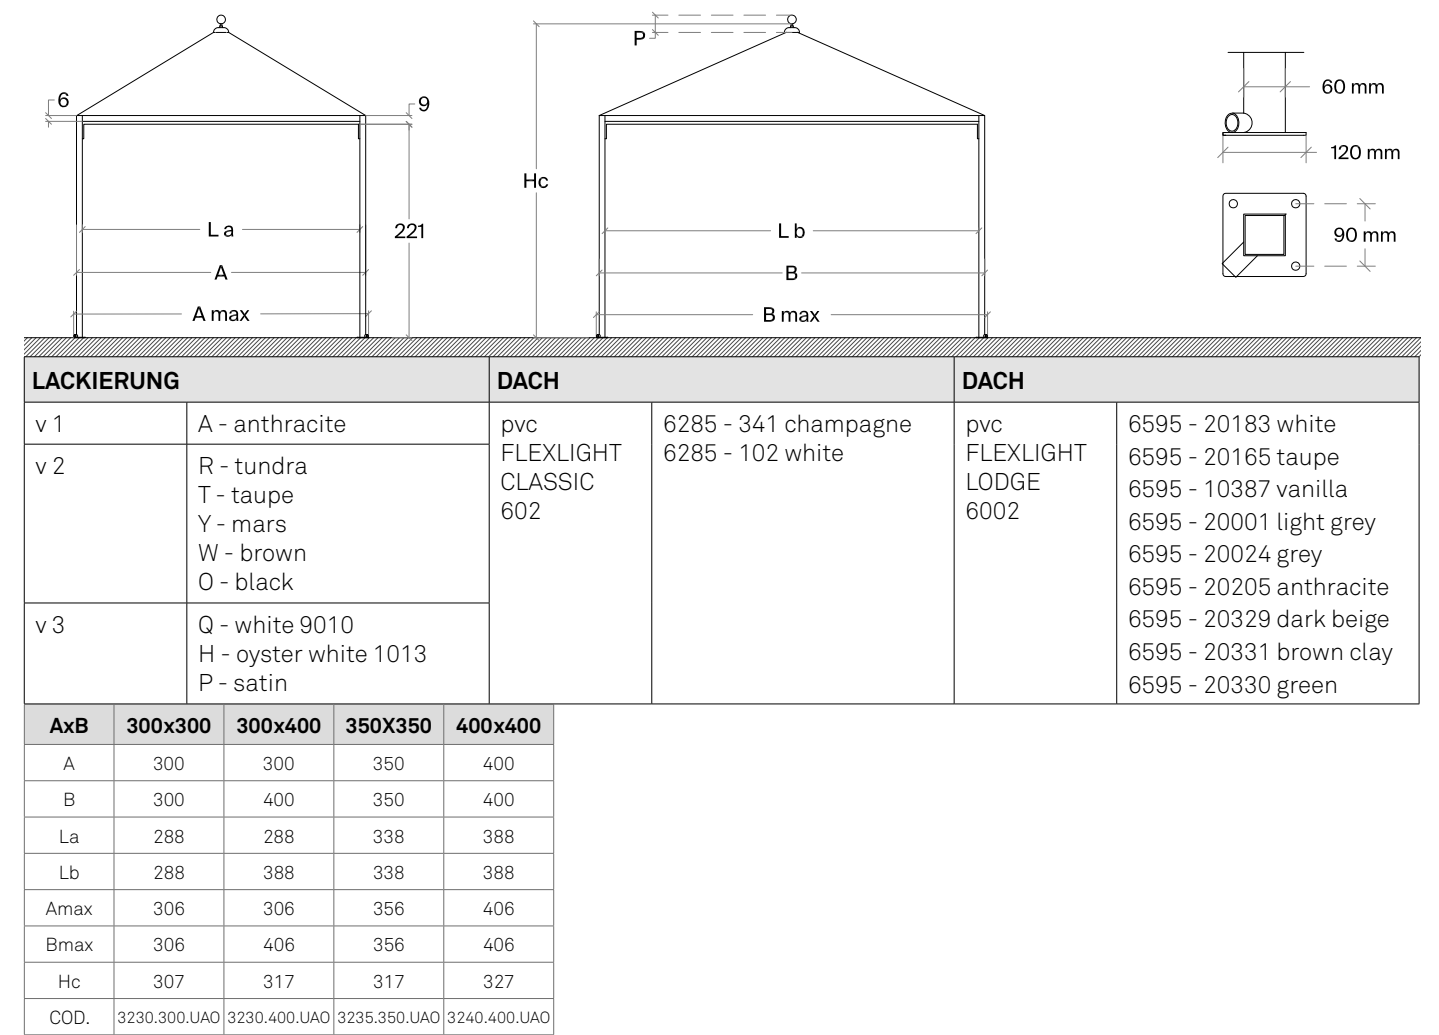 P
6
9
Hc
La
221
Lb
A
B
A max
B max
60 mm
120 mm
90 mm
LACKIERUNG
DACH
DACH
v 1
A - anthracite
v 2
R - tundra
T - taupe
Y - mars
W - brown
O - black
v 3
Q - white 9010
H - oyster white 1013
P - satin
pvc
FLEXLIGHT
CLASSIC
602
6285 - 341 champagne
6285 - 102 white
pvc
FLEXLIGHT
LODGE
6002
6595 - 20183 white
6595 - 20165 taupe
6595 - 10387 vanilla
6595 - 20001 light grey
6595 - 20024 grey
6595 - 20205 anthracite
6595 - 20329 dark beige
6595 - 20331 brown clay
6595 - 20330 green
AxB 300x300 300x400 350X350 400x400
A 300 300 350 400
B 300 400 350 400
La 288 288 338 388
Lb 288 388 338 388
Amax 306 306 356 406
Bmax 306 406 356 406
Hc 307 317 317 327
COD. 3230.300.UAO 3230.400.UAO 3235.350.UAO 3240.400.UAO